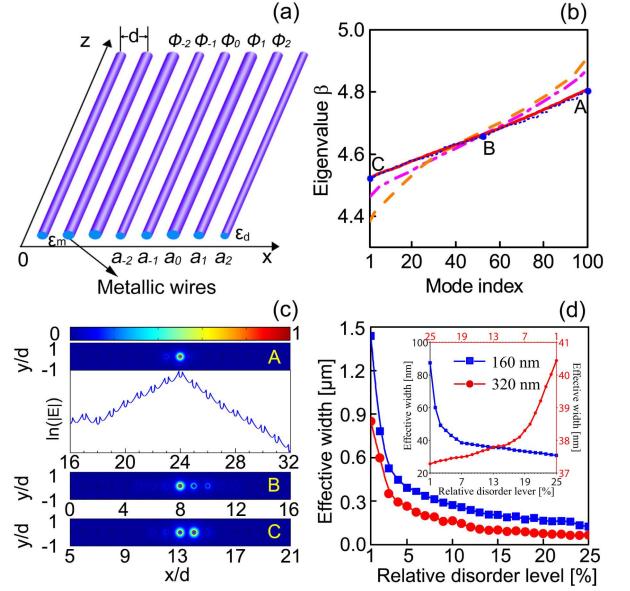 (a)
z
d
Φ-2 Φ-1 Φ0 Φ1 Φ2
εm
εd
0
a-2 a-1 a0 a1 a2
x
Metallic wires
(b)
Eigenvalue β
5.0
4.8
4.6
4.4
A
B
C
1 20 40 60 80 100
Mode index
(c)
0
1
y/d
1
-1
A
ln(|E|)
16 20 24 28 32
y/d
1
-1
B
0 4 8 12 16
y/d
1
-1
C
5 9 13 17 21
x/d
(d)
Effective width [μm]
1.5
1.2
0.9
0.6
0.3
0.0
1 5 10 15 20 25
Relative disorder level [%]
160 nm
320 nm
25 19 13 7 1
Effective width [nm]
100
80
60
40
20
41
40
39
38
37
Effective width [nm]
1 7 13 19 25
Relative disorder lever [%]